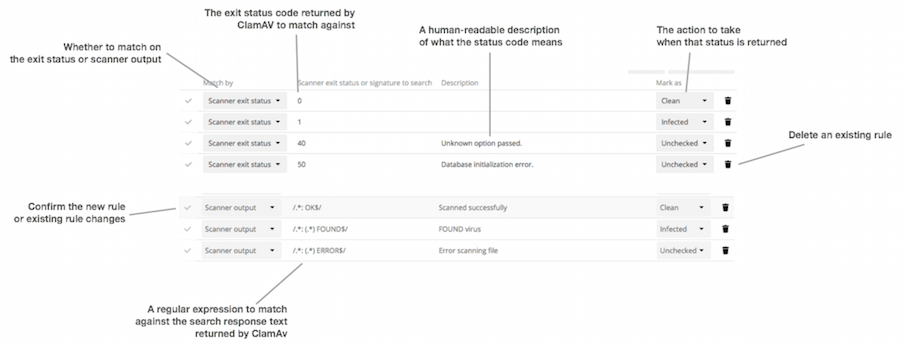 The exit status code returned by
ClamAV to match against
A human-readable description
of what the status code means
The action to take
when that status is returned
Whether to match on
the exit status or scanner output
Match by Scanner exit status or signature to search Description Mark as
Scanner exit status 0 Clean
Scanner exit status 1 Infected
Scanner exit status 40 Unknown option passed. Unchecked
Scanner exit status 50 Database initialization error. Unchecked
Delete an existing rule
Confirm the new rule
or existing rule changes
Scanner output /.*: OK$/ Scanned successfully Clean
Scanner output /.*: (.*) FOUND$/ FOUND virus Infected
Scanner output /.*: (.*) ERROR$/ Error scanning file Unchecked
A regular expression to match
against the search response text
returned by ClamAv